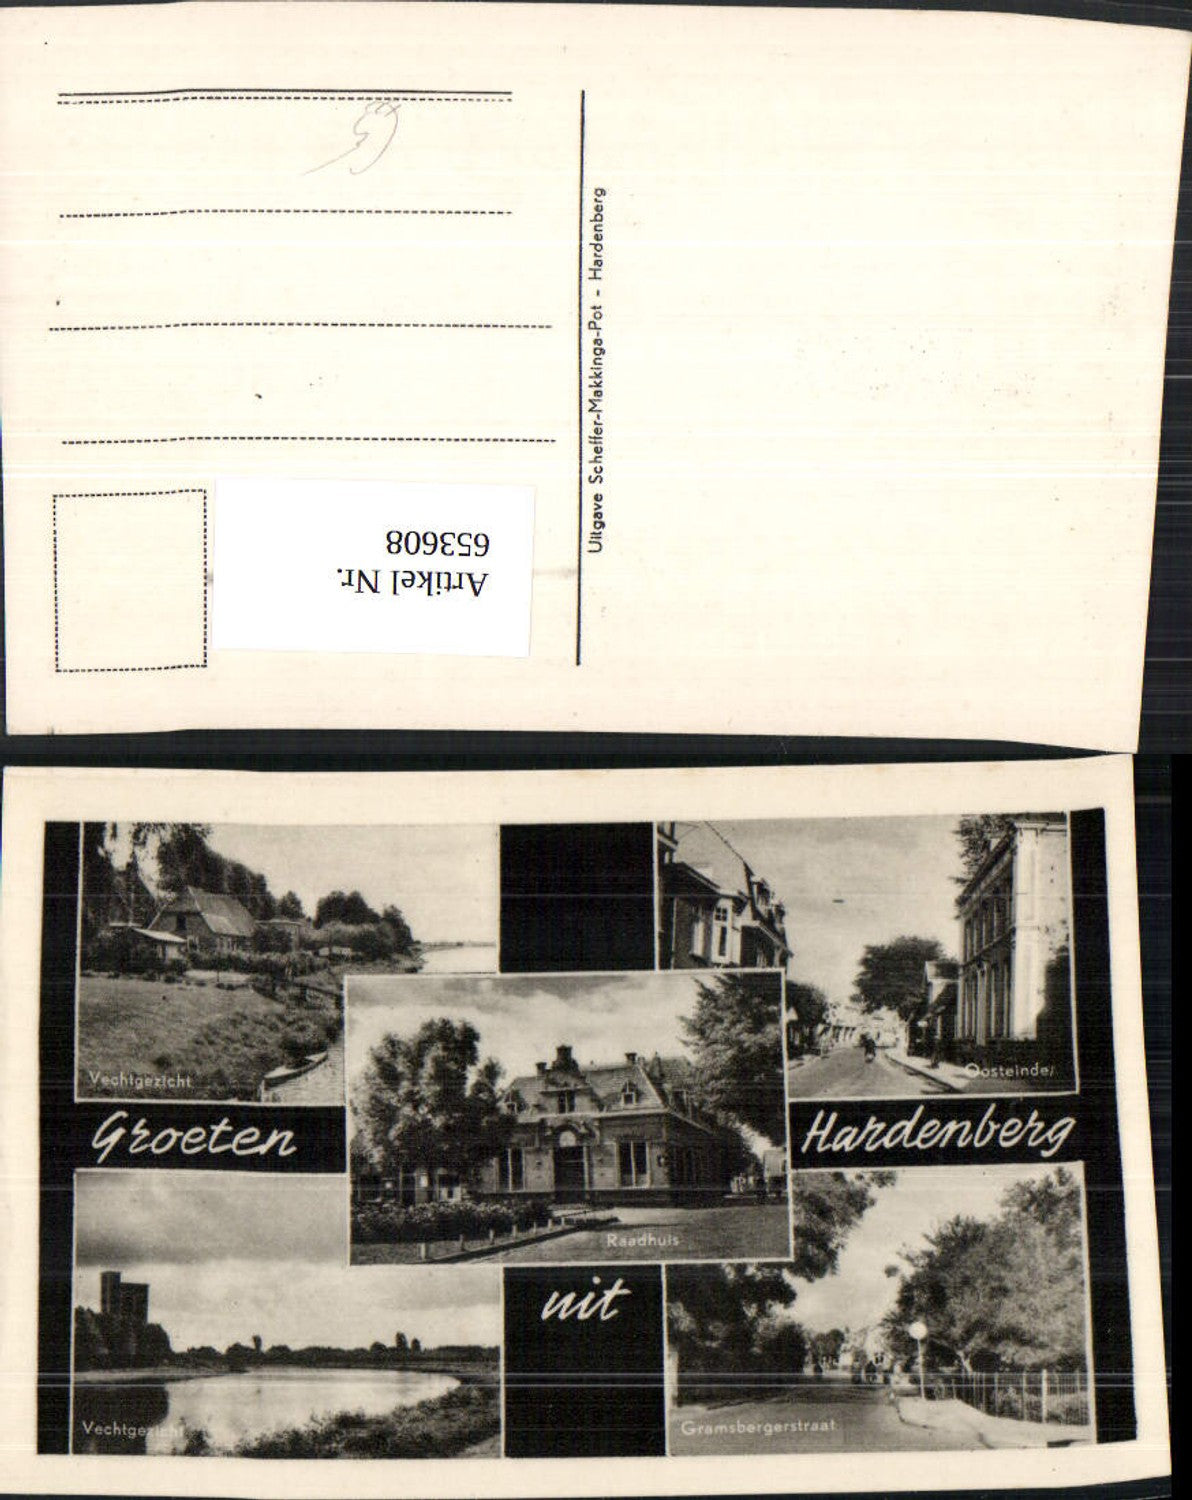 Uitgave Scheffer-Makkinga-Pot - Hardenberg
Artikel Nr.
653608
Vechtgezicht
Oosteinde
Groeten
Hardenberg
Raadhuis
uit
Vechtgezicht
Gramsbergerstraat